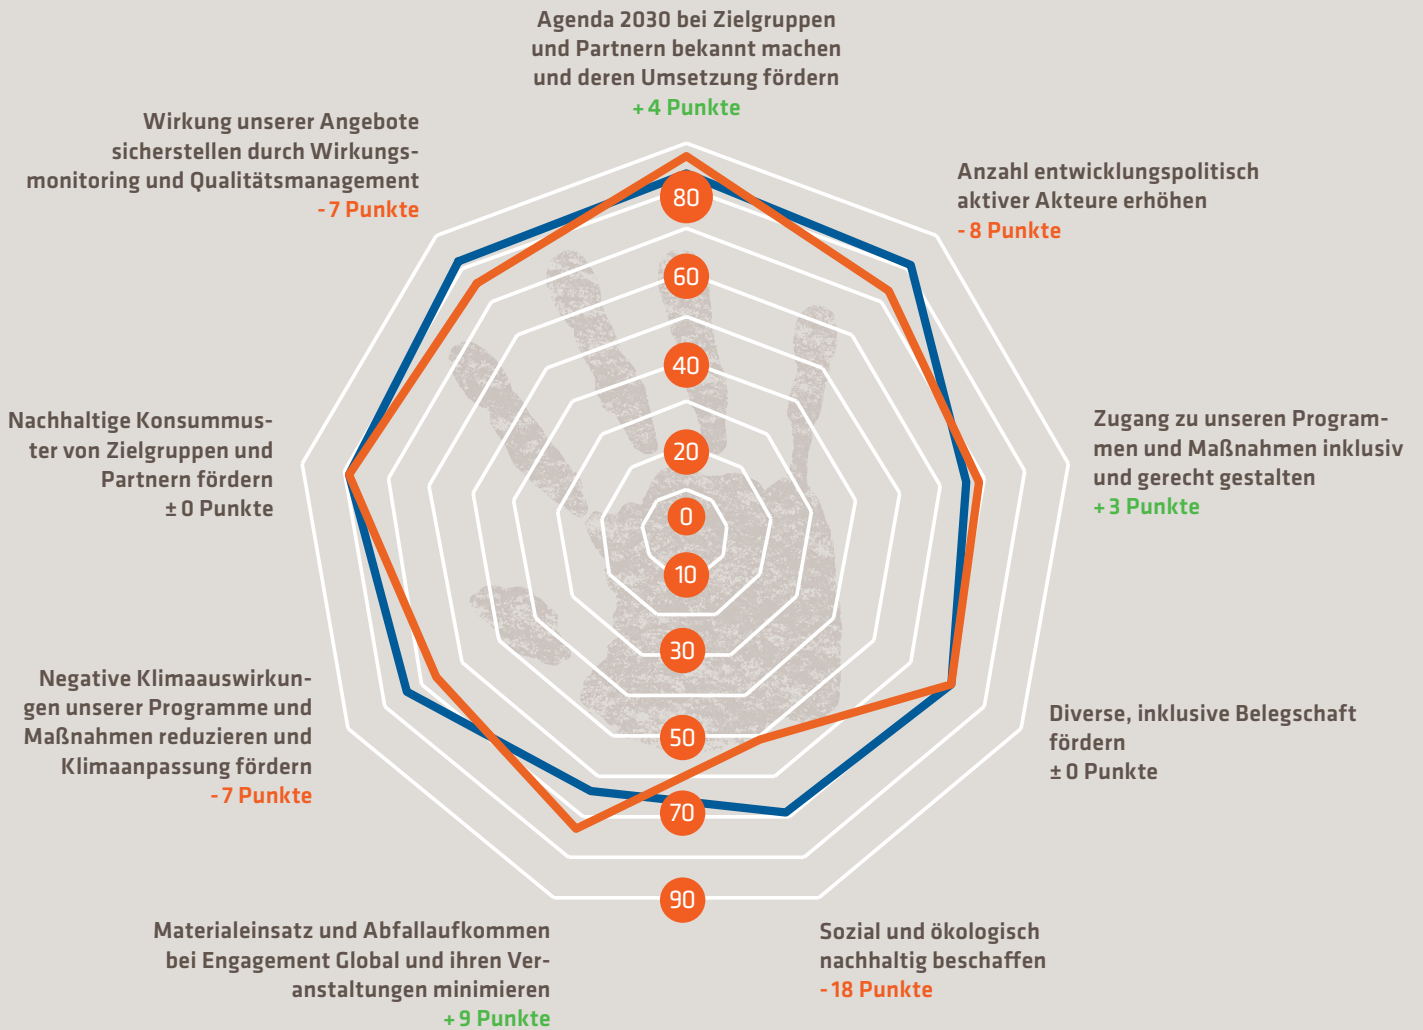 Agenda 2030 bei Zielgruppen
und Partnern bekannt machen
und deren Umsetzung fördern
+ 4 Punkte
Wirkung unserer Angebote
sicherstellen durch Wirkungs-
monitoring und Qualitätsmanagement
- 7 Punkte
Anzahl entwicklungspolitisch
aktiver Akteure erhöhen
- 8 Punkte
80
60
40
20
0
10
30
50
70
90
Nachhaltige Konsummus-
ter von Zielgruppen und
Partnern fördern
± 0 Punkte
Zugang zu unseren Program-
men und Maßnahmen inklusiv
und gerecht gestalten
+ 3 Punkte
Negative Klimaauswirkun-
gen unserer Programme und
Maßnahmen reduzieren und
Klimaanpassung fördern
- 7 Punkte
Diverse, inklusive Belegschaft
fördern
± 0 Punkte
Materialeinsatz und Abfallaufkommen
bei Engagement Global und ihren Ver-
anstaltungen minimieren
+ 9 Punkte
Sozial und ökologisch
nachhaltig beschaffen
- 18 Punkte